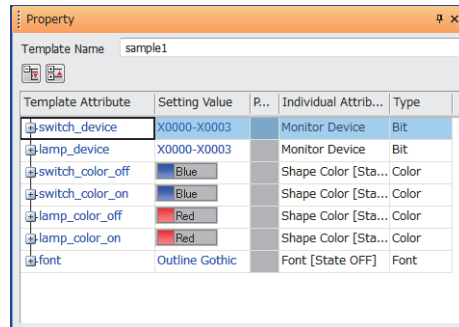 Property
Template Name sample1
Template Attribute Setting Value P... Individual Attrib... Type
switch_device X0000-X0003 Monitor Device Bit
lamp_device X0000-X0003 Monitor Device Bit
switch_color_off Blue Shape Color [Sta... Color
switch_color_on Blue Shape Color [Sta... Color
lamp_color_off Red Shape Color [Sta... Color
lamp_color_on Red Shape Color [Sta... Color
font Outline Gothic Font [State OFF] Font